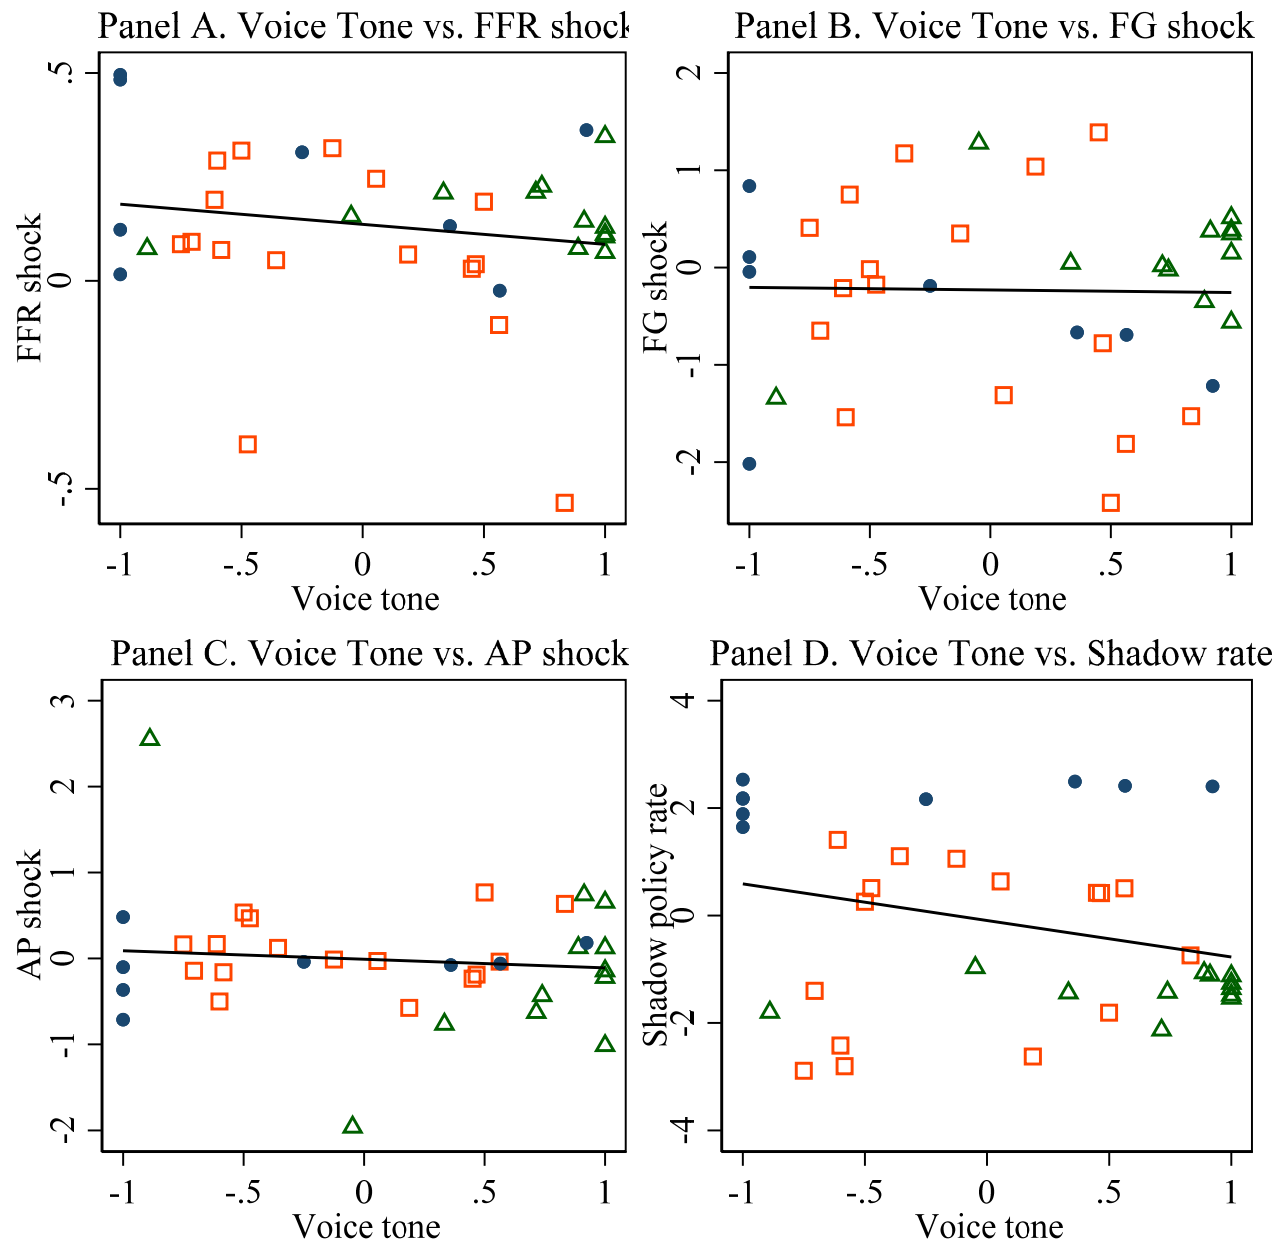 Panel A. Voice Tone vs. FFR shock
FFR shock
.5
0
-.5
-1 -.5 0 .5 1
Voice tone
Panel B. Voice Tone vs. FG shock
FG shock
2
1
0
-1
-2
-1 -.5 0 .5 1
Voice tone
Panel C. Voice Tone vs. AP shock
AP shock
3
2
1
0
-1
-2
-1 -.5 0 .5 1
Voice tone
Panel D. Voice Tone vs. Shadow rate
Shadow policy rate
4
2
0
-2
-4
-1 -.5 0 .5 1
Voice tone